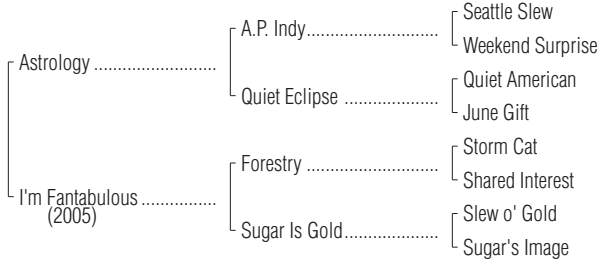 Seattle Slew
A.P. Indy........................
Weekend Surprise
Astrology ........................
Quiet American
Quiet Eclipse ...................
June Gift
Storm Cat
Forestry ..........................
Shared Interest
I'm Fantabulous ...............
(2005)
Slew o' Gold
Sugar Is Gold...................
Sugar's Image